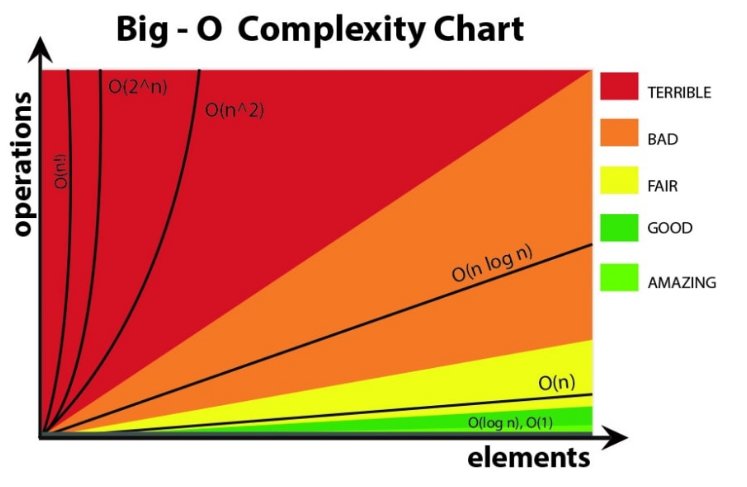 Big - O Complexity Chart
operations
O(n!)
O(2^n)
O(n^2)
O(n log n)
O(n)
O(log n), O(1)
elements
TERRIBLE
BAD
FAIR
GOOD
AMAZING